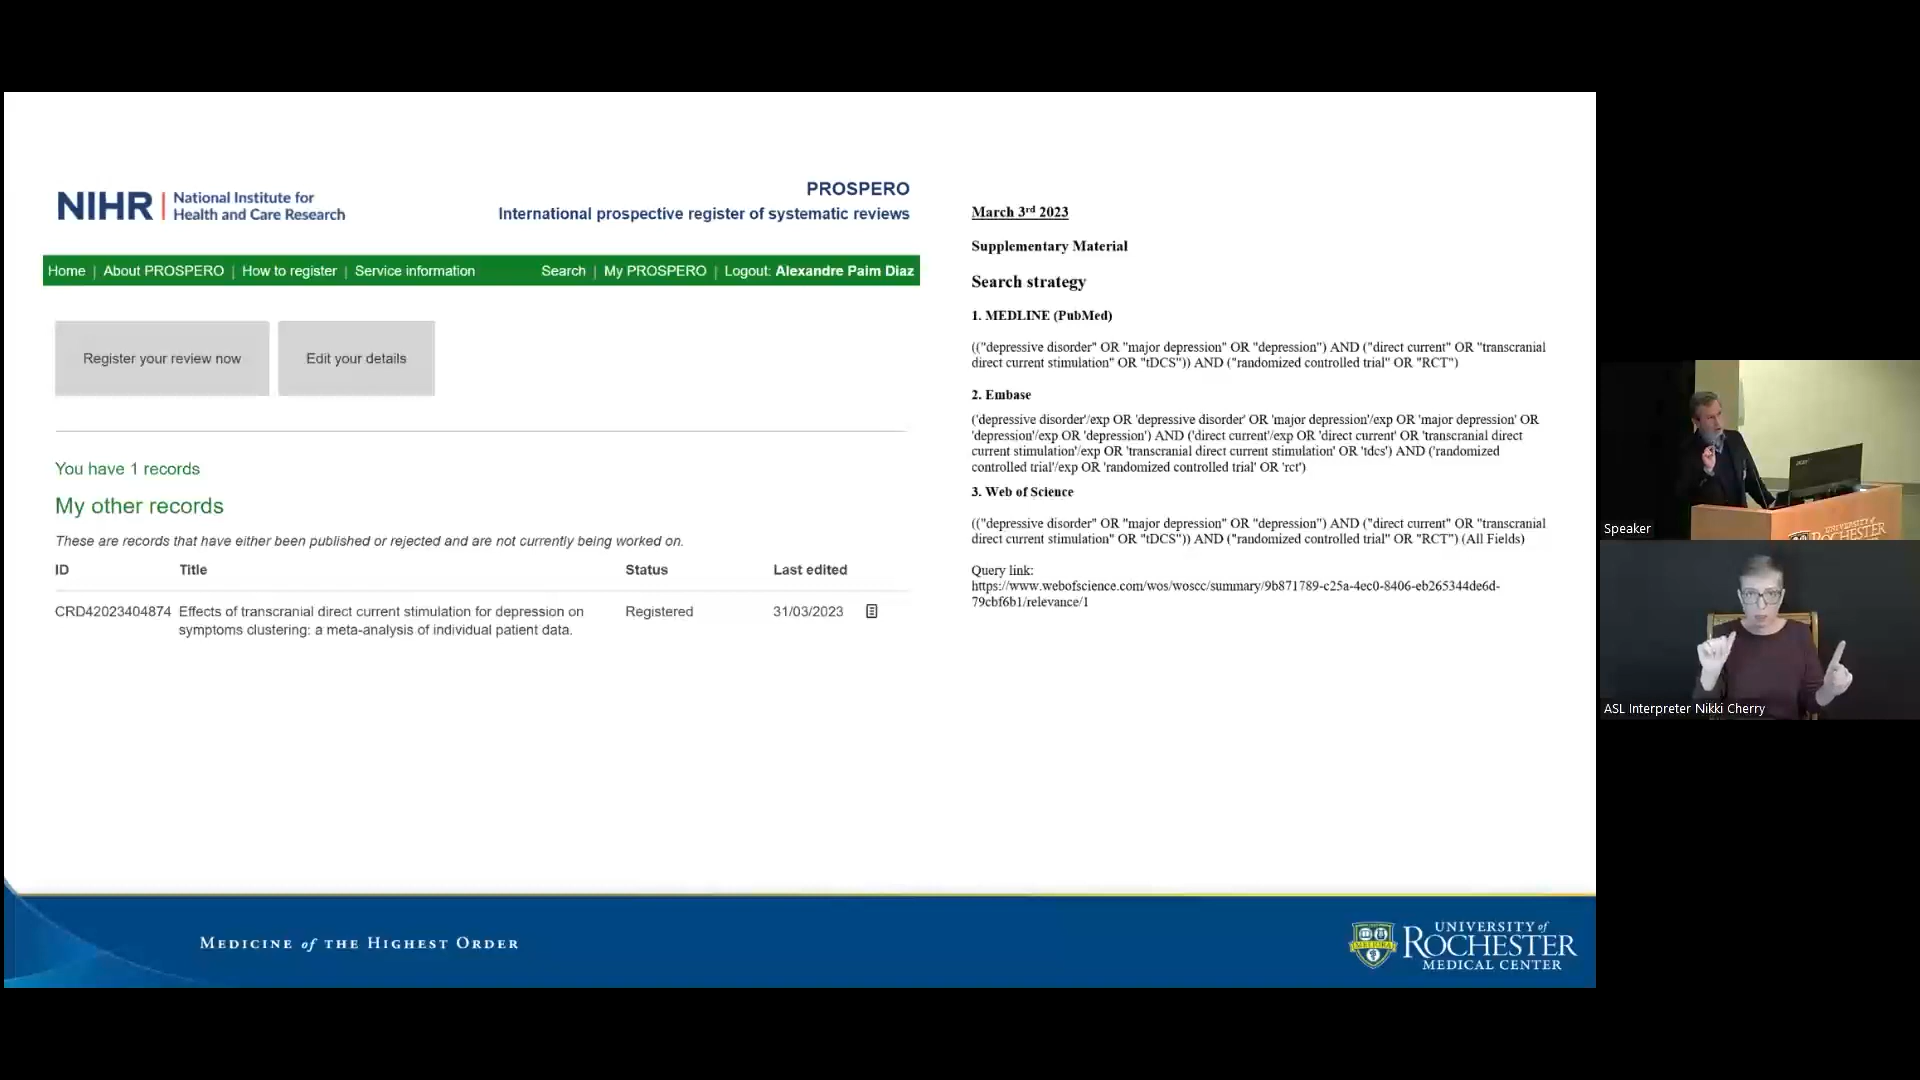 NIHR | National Institute for
Health and Care Research
PROSPERO
International prospective register of systematic reviews
Home | About PROSPERO | How to register | Service information
Search | My PROSPERO | Logout: Alexandre Paim Diaz
Register your review now
Edit your details
You have 1 records
My other records
These are records that have either been published or rejected and are not currently being worked on.
ID Title Status Last edited
CRD42023404874 Effects of transcranial direct current stimulation for depression on Registered 31/03/2023
symptoms clustering: a meta-analysis of individual patient data.
March 3rd 2023
Supplementary Material
Search strategy
1. MEDLINE (PubMed)
(("depressive disorder" OR "major depression" OR "depression") AND ("direct current" OR "transcranial
direct current stimulation" OR "tDCS")) AND ("randomized controlled trial" OR "RCT")
2. Embase
('depressive disorder'/exp OR 'depressive disorder' OR 'major depression'/exp OR 'major depression' OR
'depression'/exp OR 'depression') AND ('direct current'/exp OR 'direct current' OR 'transcranial direct
current stimulation'/exp OR 'transcranial direct current stimulation' OR 'tdcs') AND ('randomized
controlled trial'/exp OR 'randomized controlled trial' OR 'rct')
3. Web of Science
(("depressive disorder" OR "major depression" OR "depression") AND ("direct current" OR "transcranial
direct current stimulation" OR "tDCS")) AND ("randomized controlled trial" OR "RCT") (All Fields)
Query link:
https://www.webofscience.com/wos/woscc/summary/9b871789-c25a-4ec0-8406-eb265344de6d-
79cbf6b1/relevance/1
MEDICINE of THE HIGHEST ORDER
UNIVERSITY of
ROCHESTER
MEDICAL CENTER
UNIVERSITY of
ROCHESTER
Speaker
ASL Interpreter Nikki Cherry